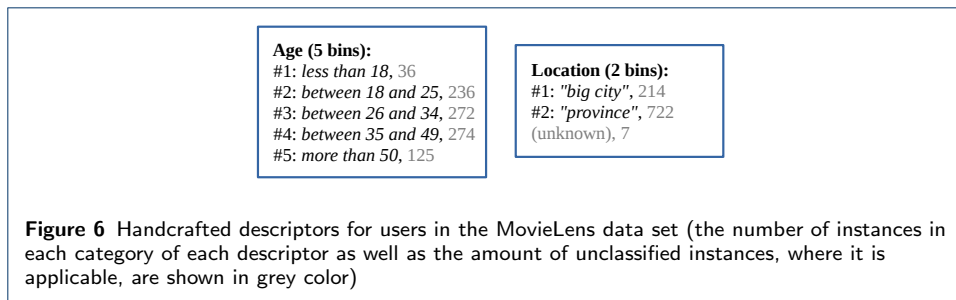 Age (5 bins):
#1: less than 18, 36
#2: between 18 and 25, 236
#3: between 26 and 34, 272
#4: between 35 and 49, 274
#5: more than 50, 125
Location (2 bins):
#1: "big city", 214
#2: "province", 722
(unknown), 7
Figure 6 Handcrafted descriptors for users in the MovieLens data set (the number of instances in
each category of each descriptor as well as the amount of unclassified instances, where it is
applicable, are shown in grey color)